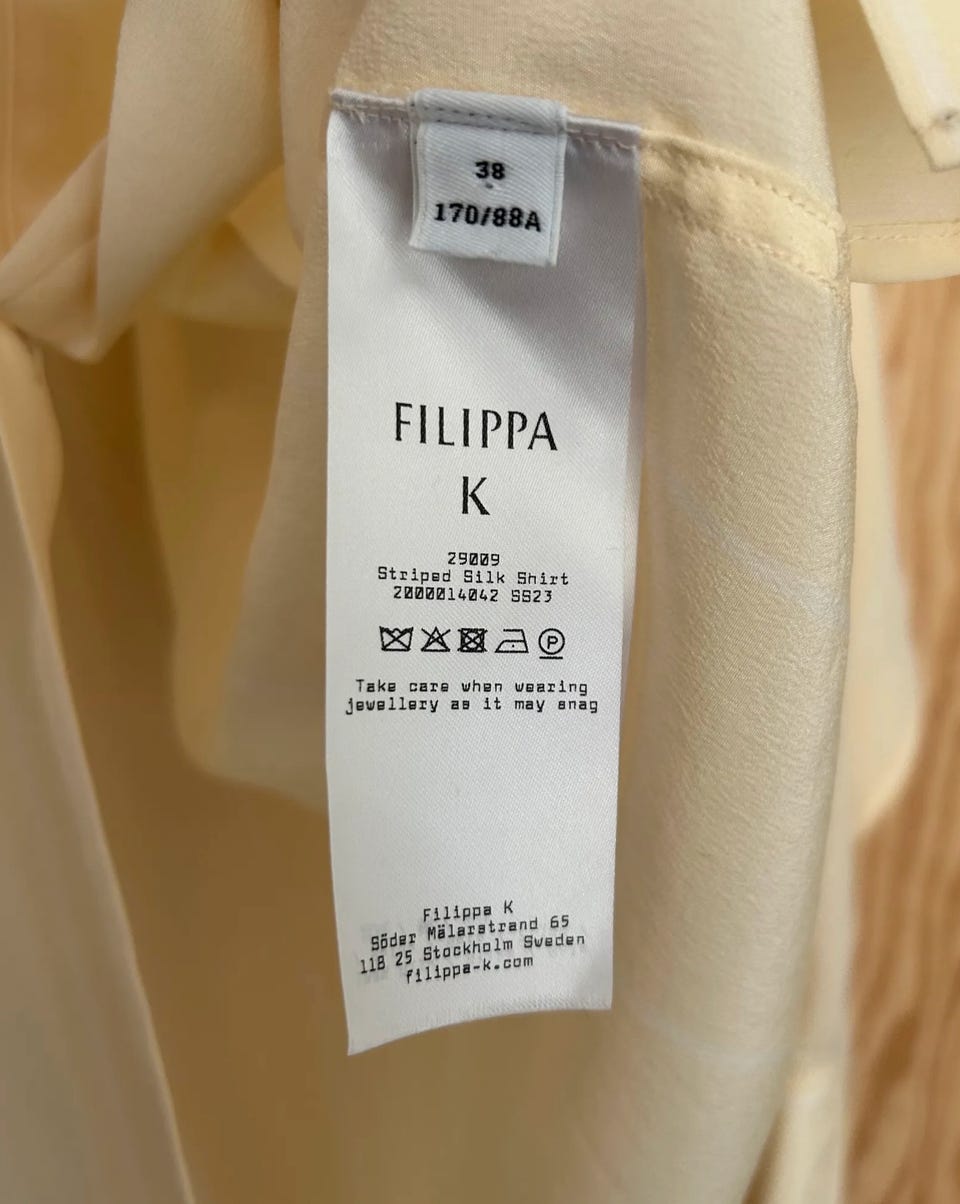 38
170/88A
FILIPPA
K
29009
Striped Silk Shirt
2000014042 SS23
P
Take care when wearing
jewellery as it may snag
Filippa K
Söder Mälarstrand 65
118 25 Stockholm Sweden
filippa-k.com